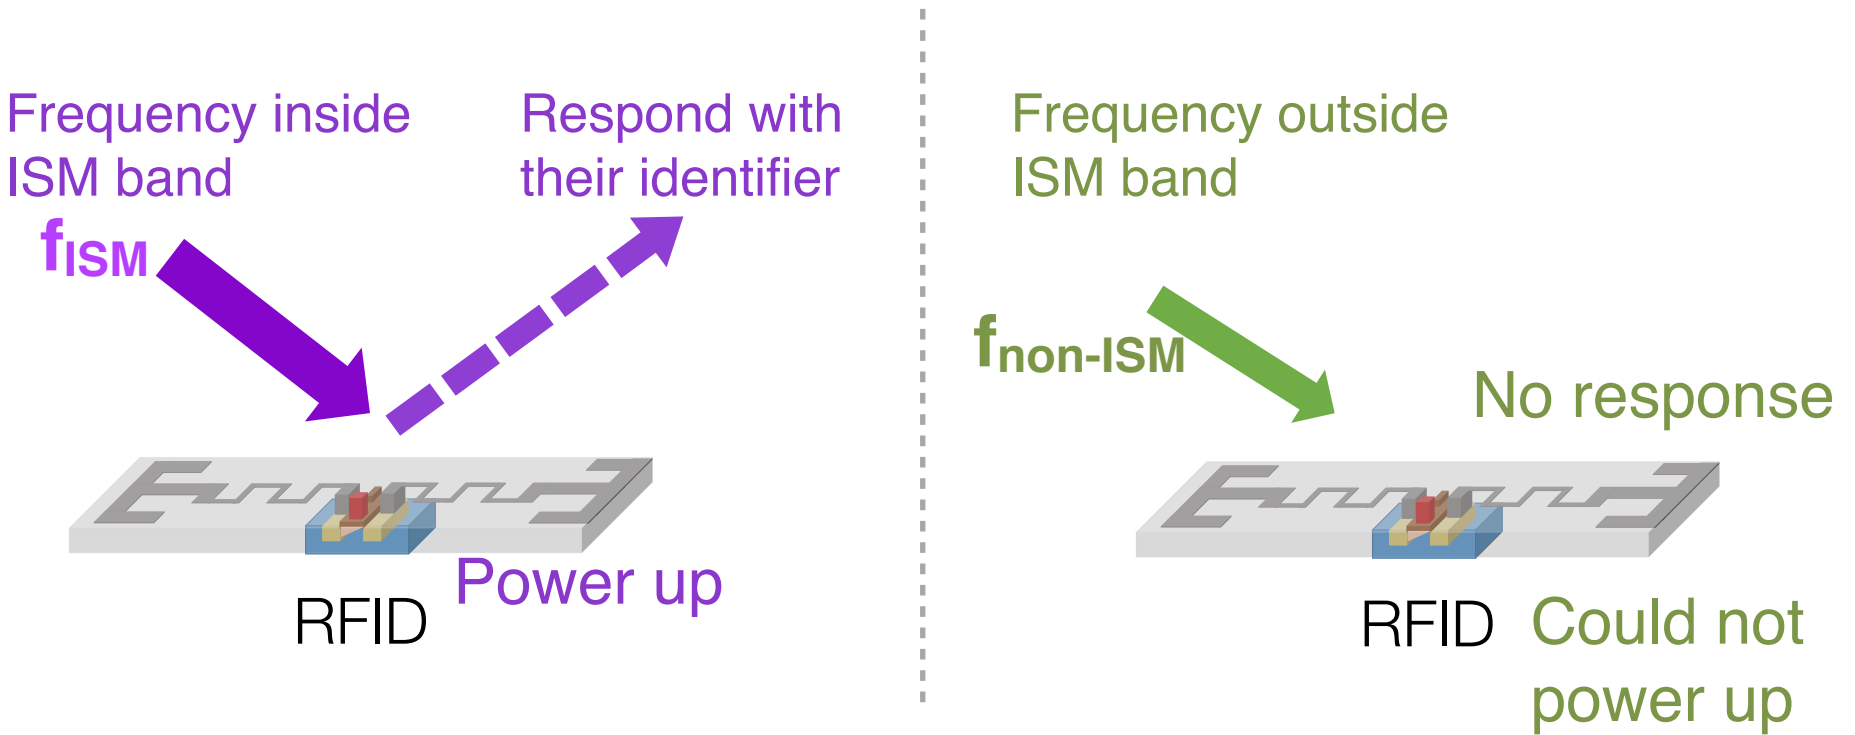 Frequency inside
ISM band
fISM
Respond with
their identifier
Power up
RFID
Frequency outside
ISM band
fnon-ISM
No response
RFID
Could not
power up